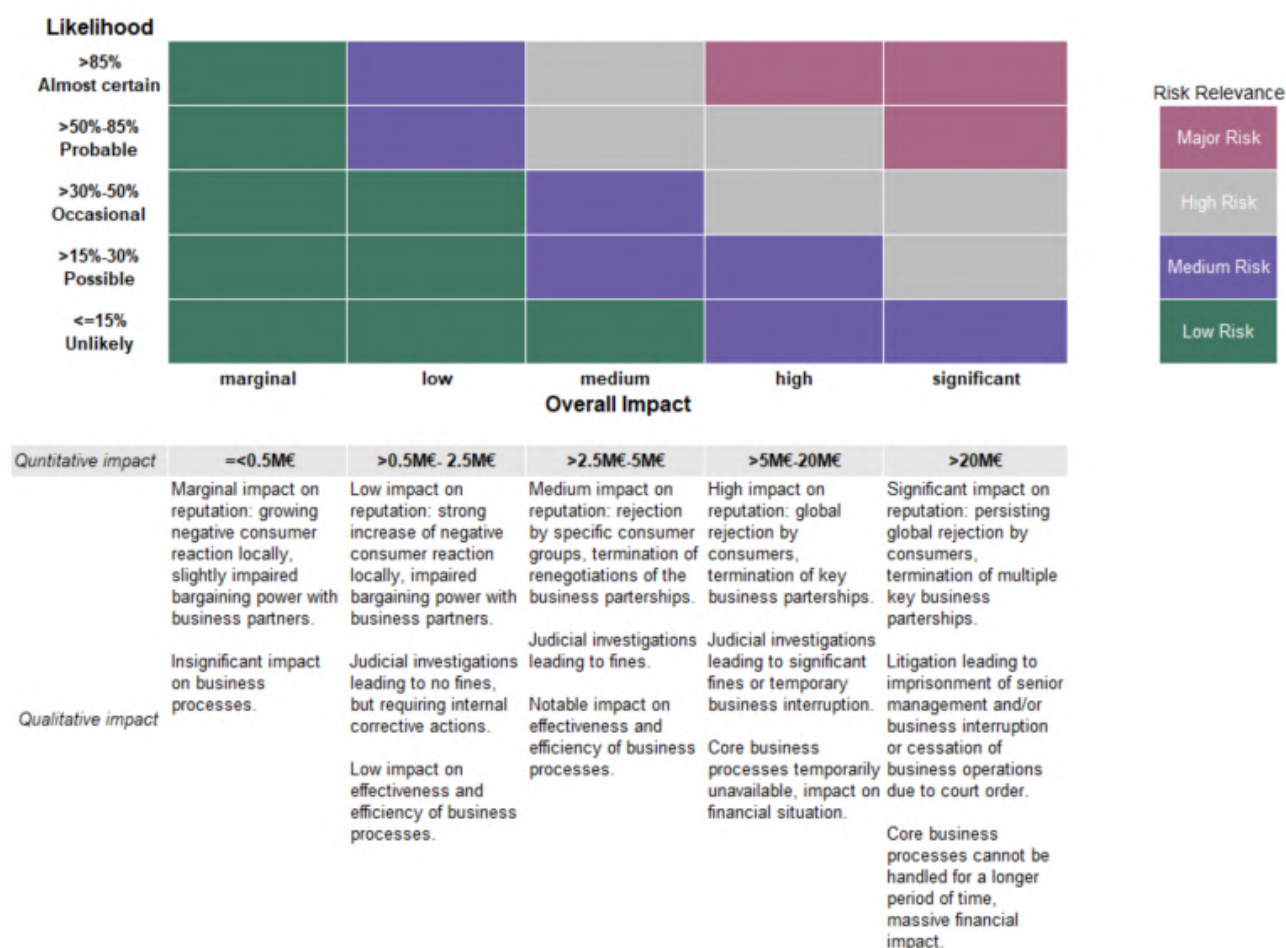 Likelihood
>85%
Almost certain
>50%-85%
Probable
>30%-50%
Occasional
>15%-30%
Possible
<=15%
Unlikely
marginal
low
medium
high
significant
Overall Impact
Risk Relevance
Major Risk
High Risk
Medium Risk
Low Risk
Quntitative impact
=<0.5M€
>0.5M€- 2.5M€
>2.5M€-5M€
>5M€-20M€
>20M€
Qualitative impact
Marginal impact on
reputation: growing
negative consumer
reaction locally,
slightly impaired
bargaining power with
business partners.
Insignificant impact
on business
processes.
Low impact on
reputation: strong
increase of negative
consumer reaction
locally, impaired
bargaining power with
business partners.
Judicial investigations
leading to no fines,
but requiring internal
corrective actions.
Low impact on
effectiveness and
efficiency of business
processes.
Medium impact on
reputation: rejection
by specific consumer
groups, termination of
renegotiations of the
business parterships.
Judicial investigations
leading to fines.
Notable impact on
effectiveness and
efficiency of business
processes.
High impact on
reputation: global
rejection by
consumers,
termination of key
business parterships.
Judicial investigations
leading to significant
fines or temporary
business interruption.
Core business
processes temporarily
unavailable, impact on
financial situation.
Significant impact on
reputation: persisting
global rejection by
consumers,
termination of multiple
key business
parterships.
Litigation leading to
imprisonment of senior
management and/or
business interruption
or cessation of
business operations
due to court order.
Core business
processes cannot be
handled for a longer
period of time,
massive financial
impact.